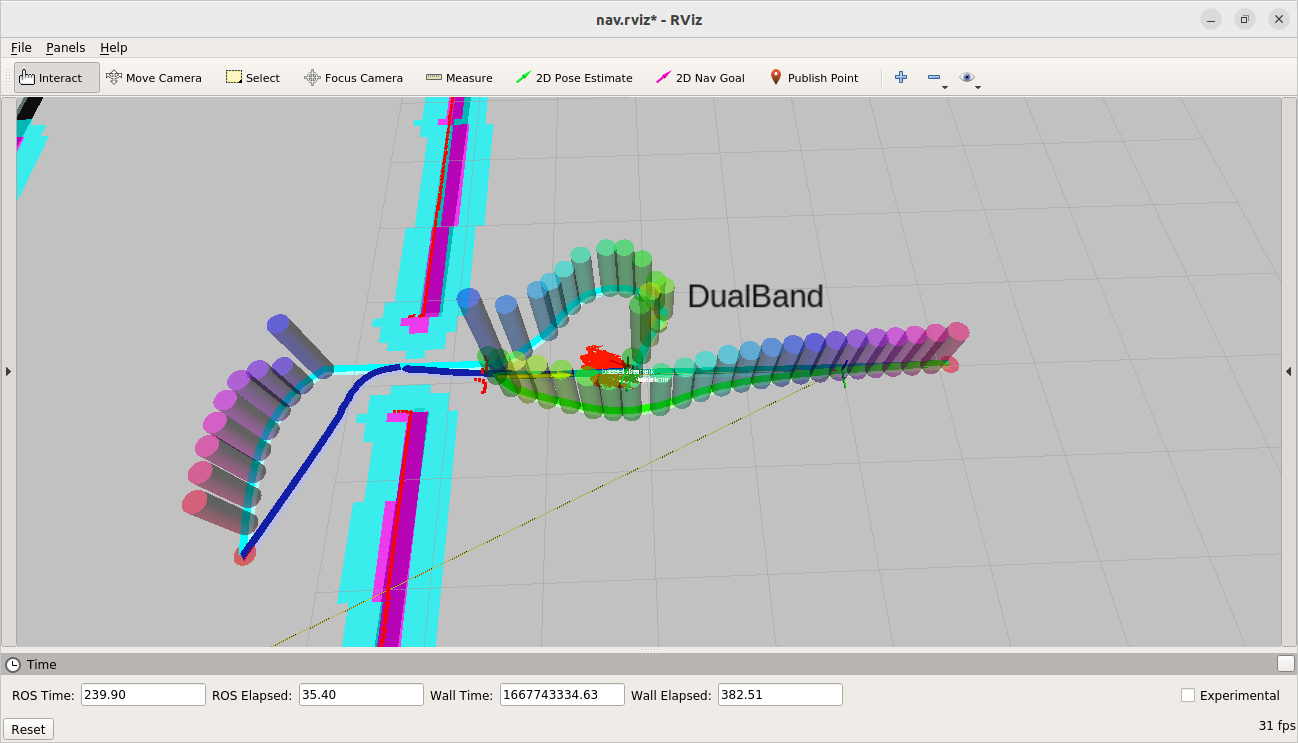 nav.rviz* - RViz
File Panels Help
Interact Move Camera Select Focus Camera Measure 2D Pose Estimate 2D Nav Goal Publish Point
DualBand
Time
ROS Time: 239.90 ROS Elapsed: 35.40 Wall Time: 1667743334.63 Wall Elapsed: 382.51 Experimental
Reset 31 fps